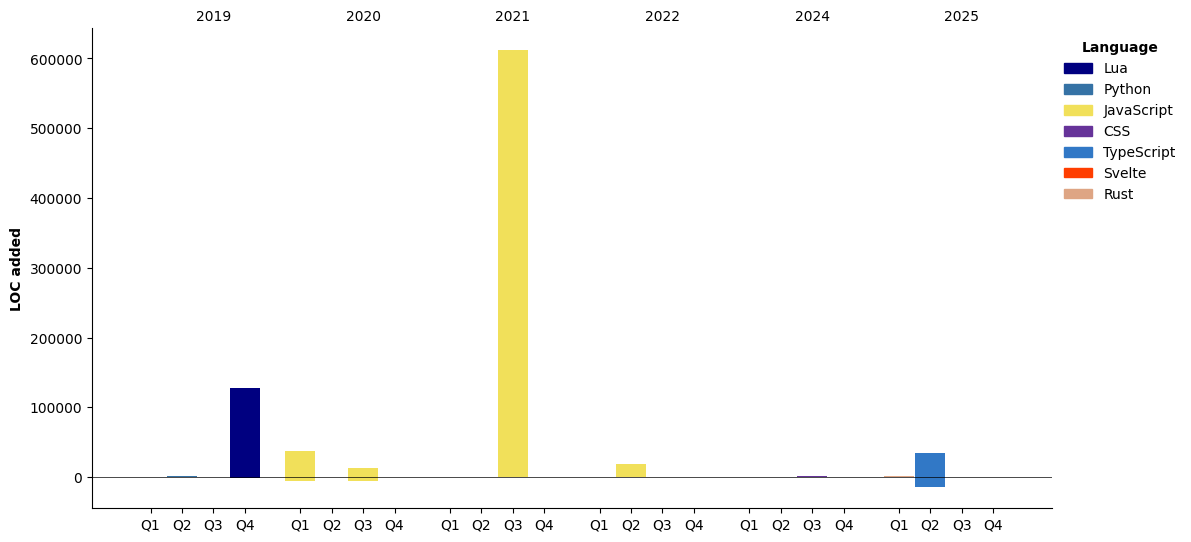 2019 2020 2021 2022 2024 2025
Language
Lua
Python
JavaScript
CSS
TypeScript
Svelte
Rust
LOC added
600000
500000
400000
300000
200000
100000
0
Q1 Q2 Q3 Q4 Q1 Q2 Q3 Q4 Q1 Q2 Q3 Q4 Q1 Q2 Q3 Q4 Q1 Q2 Q3 Q4 Q1 Q2 Q3 Q4